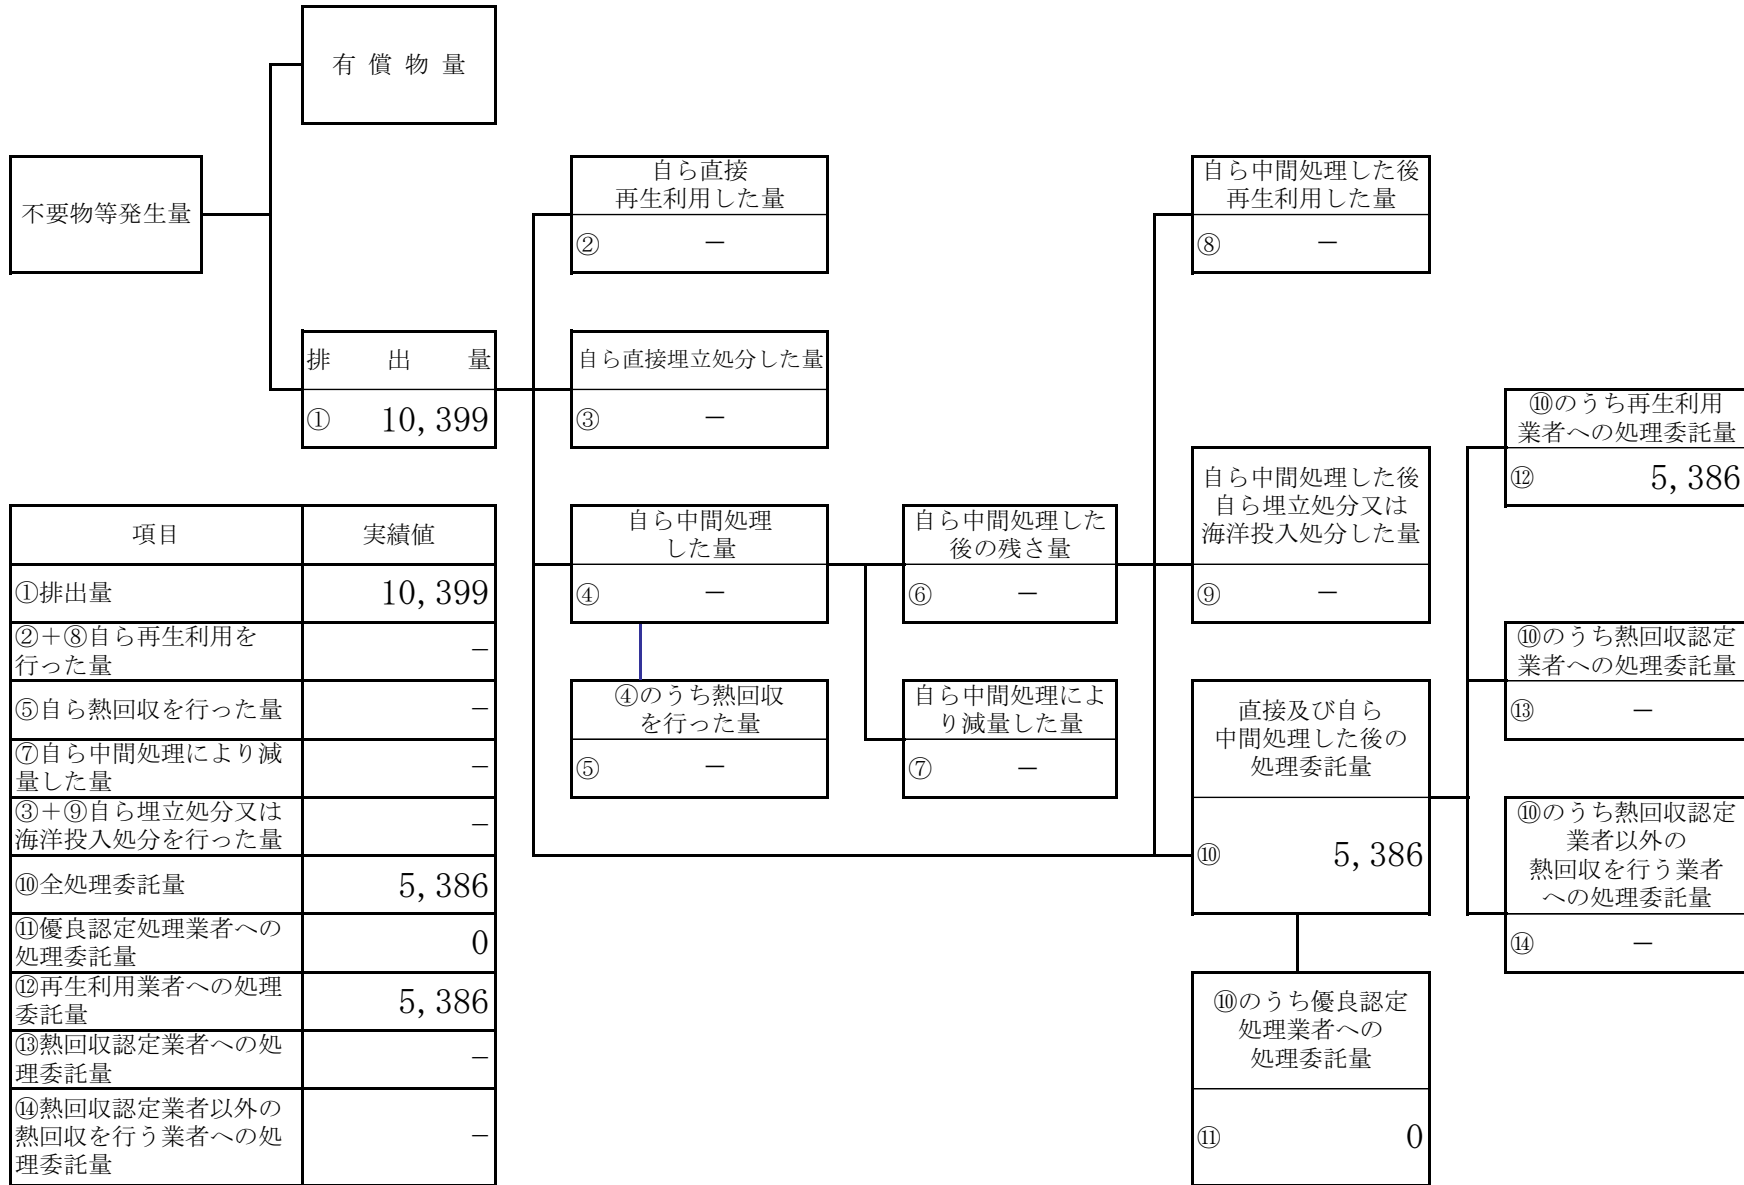 有 償 物 量
不要物等発生量
自ら直接
再生利用した量
② －
自ら中間処理した後
再生利用した量
⑧ －
排 出 量
① 10,399
自ら直接埋立処分した量
③ －
⑩のうち再生利用
業者への処理委託量
⑫ 5,386
自ら中間処理した後
自ら埋立処分又は
海洋投入処分した量
⑨ －
自ら中間処理
した量
④ －
自ら中間処理した
後の残さ量
⑥ －
④のうち熱回収
を行った量
⑤ －
自ら中間処理によ
り減量した量
⑦ －
直接及び自ら
中間処理した後の
処理委託量
⑩ 5,386
⑩のうち熱回収認定
業者への処理委託量
⑬ －
⑩のうち熱回収認定
業者以外の
熱回収を行う業者
への処理委託量
⑭ －
⑩のうち優良認定
処理業者への
処理委託量
⑪ 0
項目 実績値
①排出量 10,399
②＋⑧自ら再生利用を
行った量 －
⑤自ら熱回収を行った量 －
⑦自ら中間処理により減
量した量 －
③＋⑨自ら埋立処分又は
海洋投入処分を行った量 －
⑩全処理委託量 5,386
⑪優良認定処理業者への
処理委託量 0
⑫再生利用業者への処理
委託量 5,386
⑬熱回収認定業者への処
理委託量 －
⑭熱回収認定業者以外の
熱回収を行う業者への処
理委託量 －